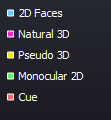 2D Faces
Natural 3D
Pseudo 3D
Monocular 2D
Cue